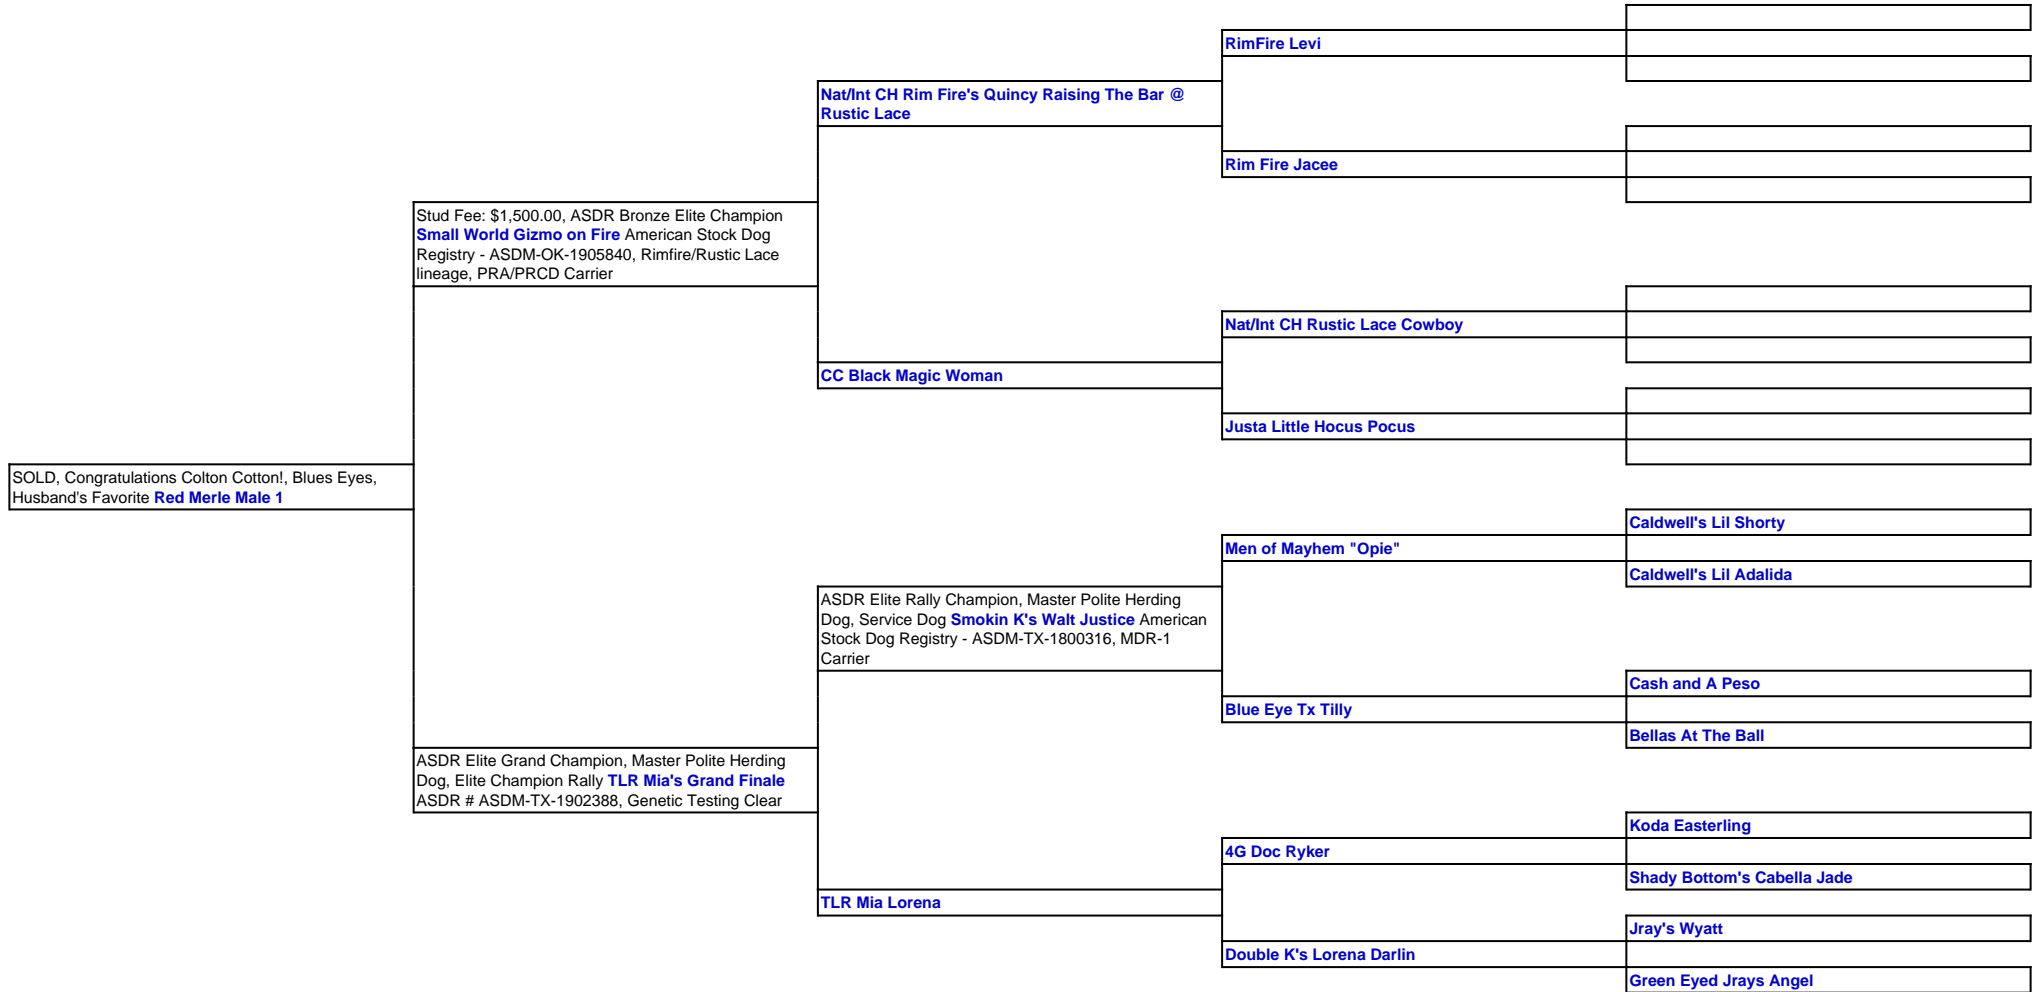 RimFire Levi
Nat/Int CH Rim Fire's Quincy Raising The Bar @
Rustic Lace
Rim Fire Jacee
Stud Fee: $1,500.00, ASDR Bronze Elite Champion
Small World Gizmo on Fire American Stock Dog
Registry - ASDM-OK-1905840, Rimfire/Rustic Lace
lineage, PRA/PRCD Carrier
Nat/Int CH Rustic Lace Cowboy
CC Black Magic Woman
Justa Little Hocus Pocus
SOLD, Congratulations Colton Cotton!, Blues Eyes,
Husband's Favorite Red Merle Male 1
Caldwell's Lil Shorty
Men of Mayhem "Opie"
Caldwell's Lil Adalida
ASDR Elite Rally Champion, Master Polite Herding
Dog, Service Dog Smokin K's Walt Justice American
Stock Dog Registry - ASDM-TX-1800316, MDR-1
Carrier
Cash and A Peso
Blue Eye Tx Tilly
Bellas At The Ball
ASDR Elite Grand Champion, Master Polite Herding
Dog, Elite Champion Rally TLR Mia's Grand Finale
ASDR # ASDM-TX-1902388, Genetic Testing Clear
Koda Easterling
4G Doc Ryker
Shady Bottom's Cabella Jade
TLR Mia Lorena
Jray's Wyatt
Double K's Lorena Darlin
Green Eyed Jrays Angel